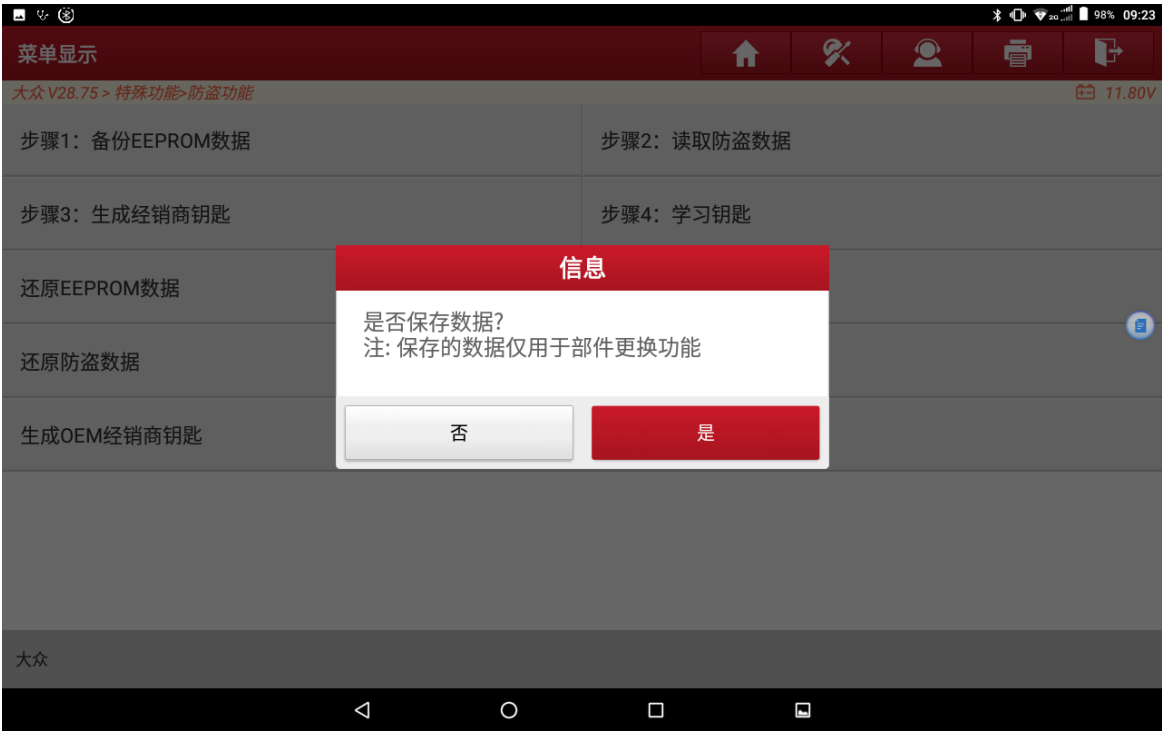 2G 98% 09:23
菜单显示
大众 V28.75 > 特殊功能>防盗功能
11.80V
步骤1：备份EEPROM数据
步骤2：读取防盗数据
步骤3：生成经销商钥匙
步骤4：学习钥匙
还原EEPROM数据
还原防盗数据
生成OEM经销商钥匙
信息
是否保存数据?
注: 保存的数据仅用于部件更换功能
否
是
大众